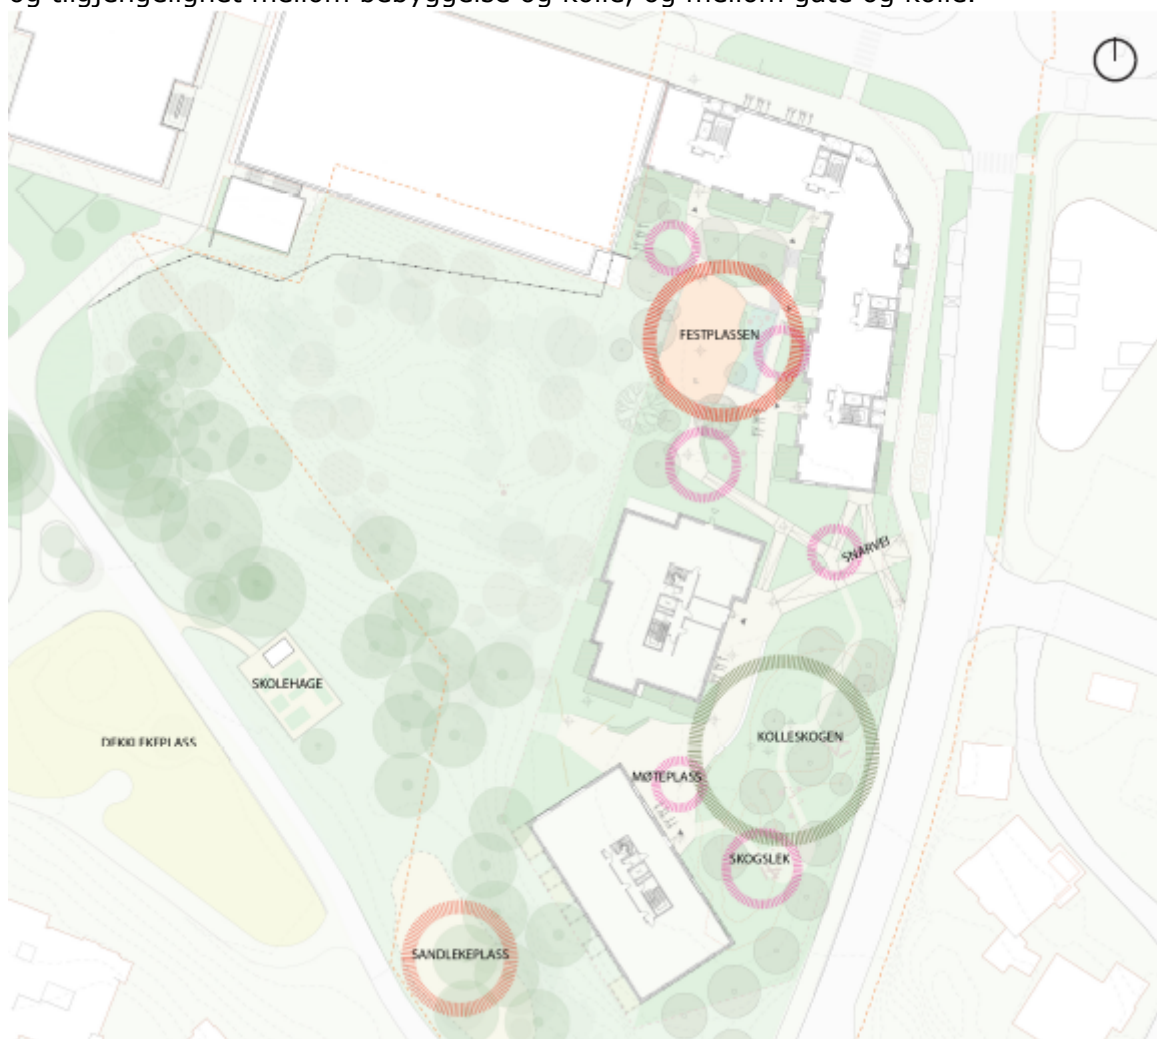 og tilgjengelighet mellom bebyggelse og kolle, og mellom gate og kolle.
FESTPLASSEN
SNARVEI
SKOLEHAGE
KOLLESKOGEN
DEKKLEKEPLASS
MØTEPLASS
SKOGSLEK
SANDLEKEPLASS